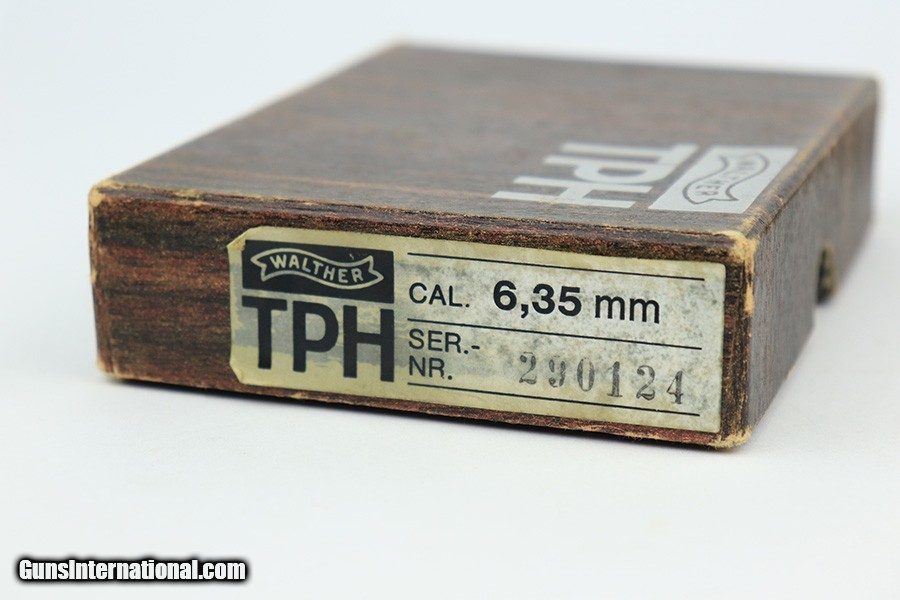 TPH
WALTHER
WALTHER
TPH
CAL. 6,35 mm
SER.-
NR. 290124
GunsInternational.com